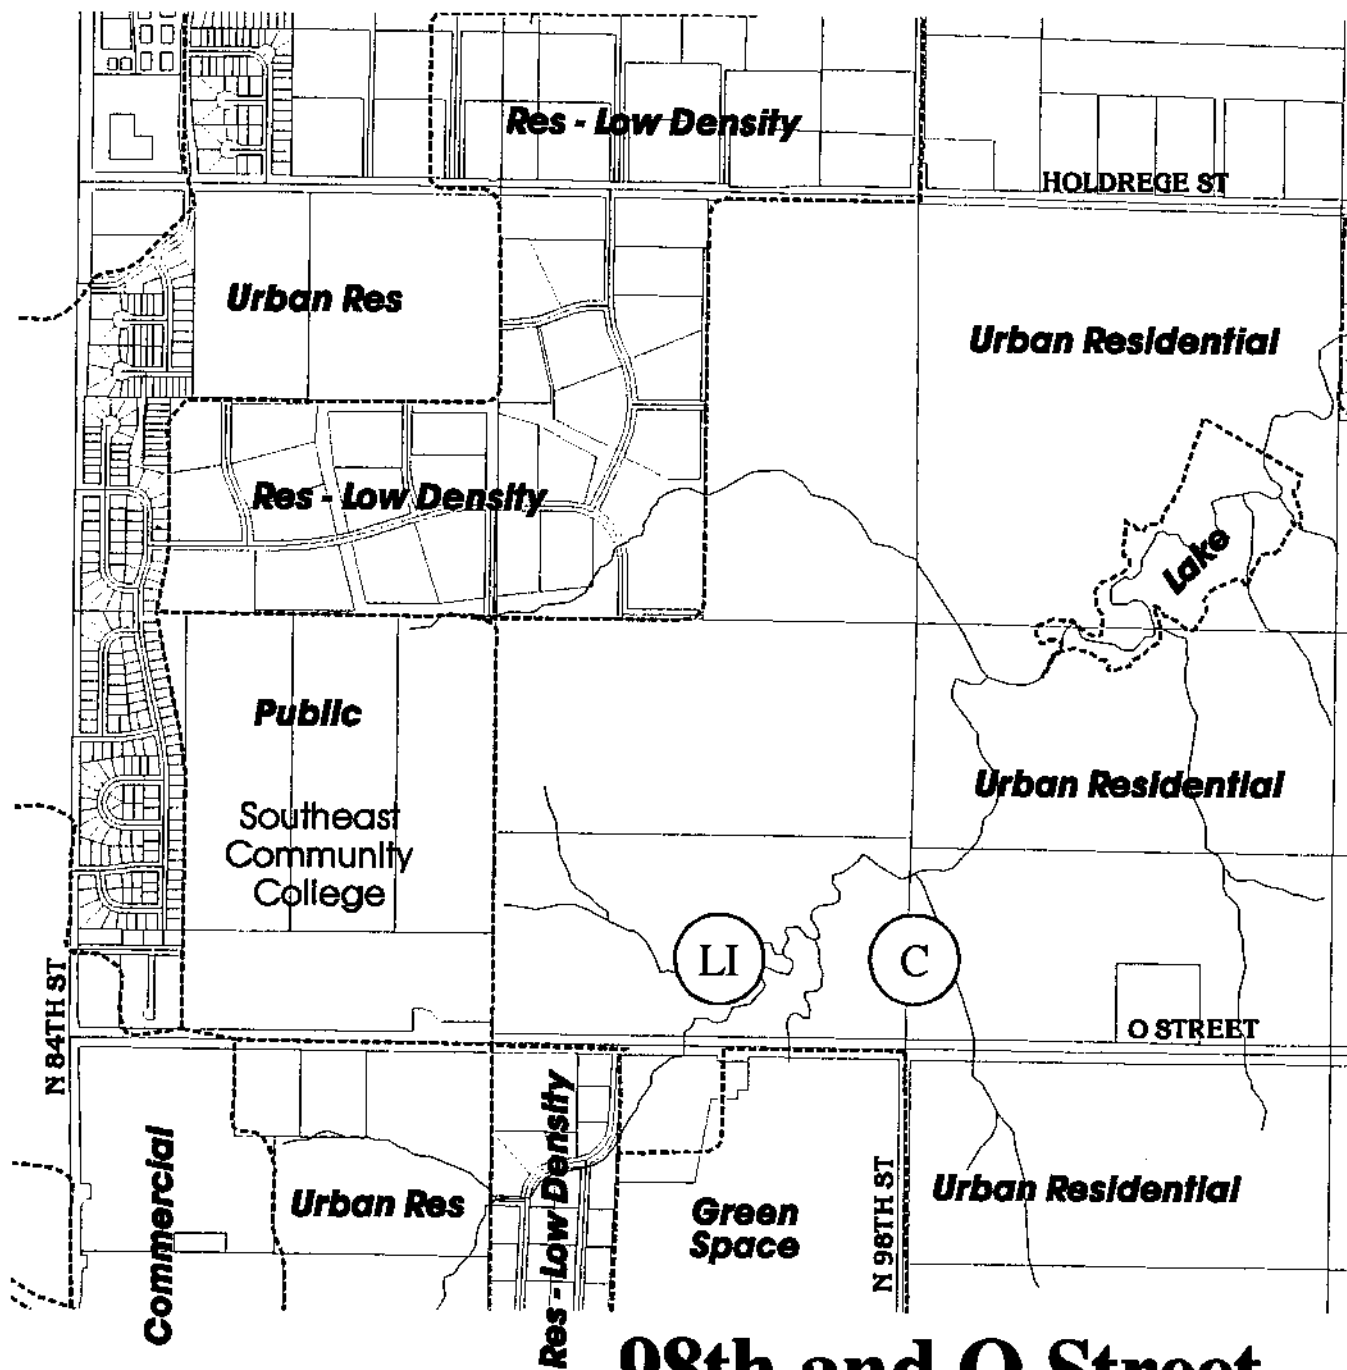 Res - Low Density
HOLDREGE ST
Urban Res
Urban Residential
Res - Low Density
Lake
Public
Urban Residential
Southeast
Community
College
LI
C
N 84TH ST
O STREET
Commercial
Urban Res
Res - Low Density
Green
Space
N 98TH ST
Urban Residential
98th and O Street